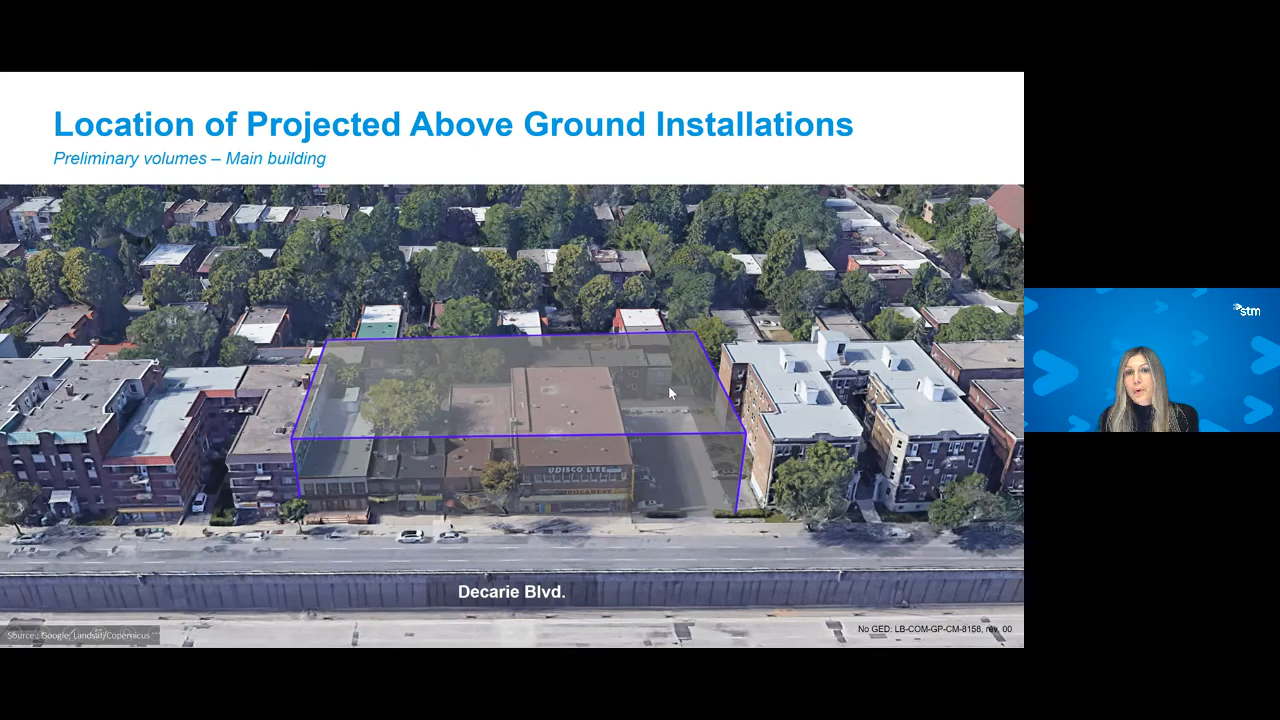 Location of Projected Above Ground Installations
Preliminary volumes – Main building
stm
UDISCO LTEE
Decarie Blvd.
Source : Google, Landsat/Copernicus
No GED: LB-COM-GP-CM-8158, rév. 00